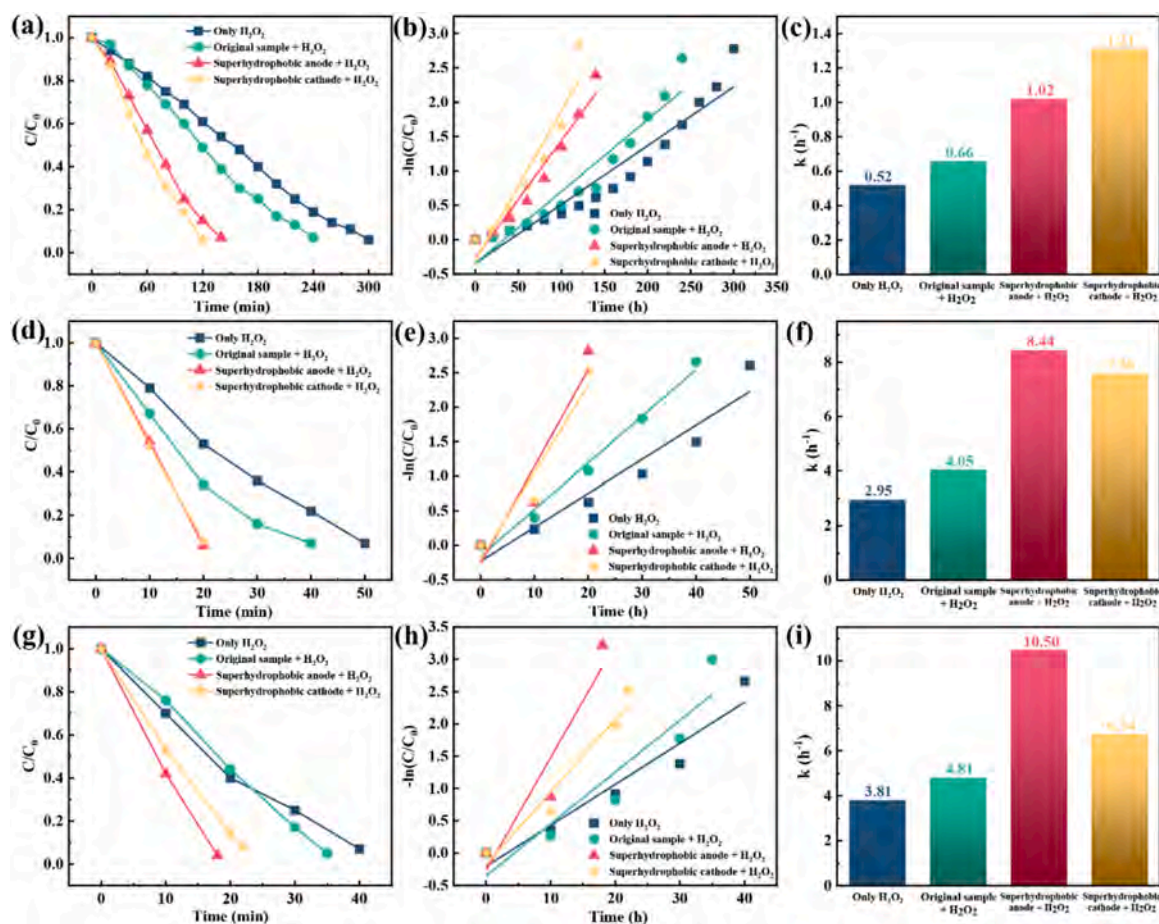 (a)
Only H₂O₂
Original sample + H₂O₂
Superhydrophobic anode + H₂O₂
Superhydrophobic cathode + H₂O₂
C/C₀
1.0
0.8
0.6
0.4
0.2
0.0
0 60 120 180 240 300
Time (min)
(b)
-ln(C/C₀)
3.0
2.5
2.0
1.5
1.0
0.5
0.0
-0.5
Only H₂O₂
Original sample + H₂O₂
Superhydrophobic anode + H₂O₂
Superhydrophobic cathode + H₂O₂
0 50 100 150 200 250 300 350
Time (h)
(c)
k (h⁻¹)
1.4
1.2
1.0
0.8
0.6
0.4
0.2
0.0
0.52
0.66
1.02
1.31
Only H₂O₂
Original sample
+ H₂O₂
Superhydrophobic
anode + H₂O₂
Superhydrophobic
cathode + H₂O₂
(d)
Only H₂O₂
Original sample + H₂O₂
Superhydrophobic anode + H₂O₂
Superhydrophobic cathode + H₂O₂
C/C₀
1.0
0.8
0.6
0.4
0.2
0.0
0 10 20 30 40 50
Time (min)
(e)
-ln(C/C₀)
3.0
2.5
2.0
1.5
1.0
0.5
0.0
-0.5
Only H₂O₂
Original sample + H₂O₂
Superhydrophobic anode + H₂O₂
Superhydrophobic cathode + H₂O₂
0 10 20 30 40 50
Time (h)
(f)
k (h⁻¹)
8
6
4
2
0
2.95
4.05
8.44
Only H₂O₂
Original sample
+ H₂O₂
Superhydrophobic
anode + H₂O₂
Superhydrophobic
cathode + H₂O₂
(g)
Only H₂O₂
Original sample + H₂O₂
Superhydrophobic anode + H₂O₂
Superhydrophobic cathode + H₂O₂
C/C₀
1.0
0.8
0.6
0.4
0.2
0.0
0 10 20 30 40
Time (min)
(h)
-ln(C/C₀)
3.5
3.0
2.5
2.0
1.5
1.0
0.5
0.0
-0.5
Only H₂O₂
Original sample + H₂O₂
Superhydrophobic anode + H₂O₂
Superhydrophobic cathode + H₂O₂
0 10 20 30 40
Time (h)
(i)
k (h⁻¹)
10
8
6
4
2
0
3.81
4.81
10.50
Only H₂O₂
Original sample
+ H₂O₂
Superhydrophobic
anode + H₂O₂
Superhydrophobic
cathode + H₂O₂